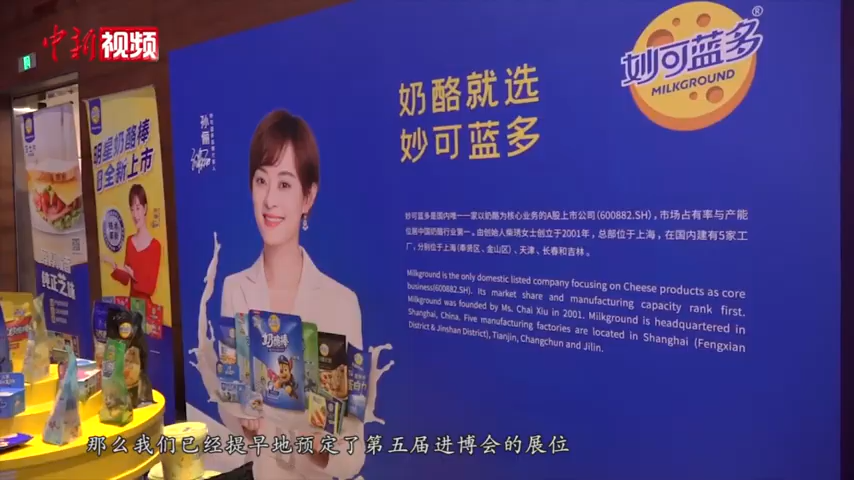 中新视频
妙可蓝多®
MILKGROUND
奶酪就选
妙可蓝多
孙俪
明星奶酪棒
全新上市
纯正芝味
奶酪棒
妙可蓝多是国内唯一一家以奶酪为核心业务的A股上市公司(600882.SH)，市场占有率与产能
位居中国奶酪行业第一。由创始人柴琇女士创立于2001年，总部位于上海，在国内建有5家工
厂，分别位于上海(奉贤区、金山区)、天津、长春和吉林。
Milkground is the only domestic listed company focusing on Cheese products as core
business(600882.SH). Its market share and manufacturing capacity rank first.
Milkground was founded by Ms. Chai Xiu in 2001. Milkground is headquartered in
Shanghai, China. Five manufacturing factories are located in Shanghai (Fengxian
District & Jinshan District), Tianjin, Changchun and Jilin.
那么我们已经提早地预定了第五届进博会的展位